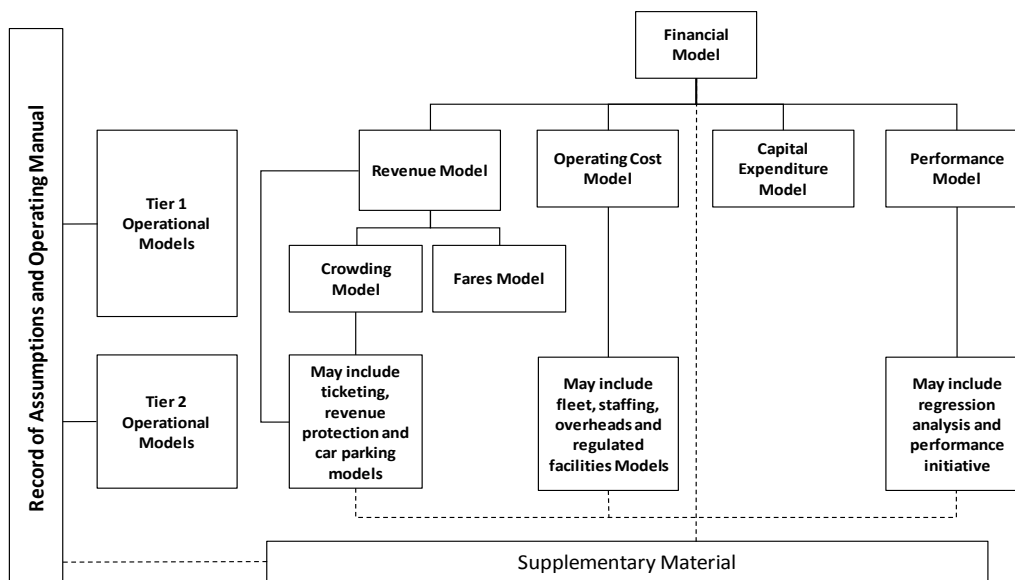 Record of Assumptions and Operating Manual
Financial
Model
Tier 1
Operational
Models
Revenue Model
Operating Cost
Model
Capital
Expenditure
Model
Performance
Model
Crowding
Model
Fares Model
Tier 2
Operational
Models
May include
ticketing,
revenue
protection and
car parking
models
May include
fleet, staffing,
overheads and
regulated
facilities Models
May include
regression
analysis and
performance
initiative
Supplementary Material